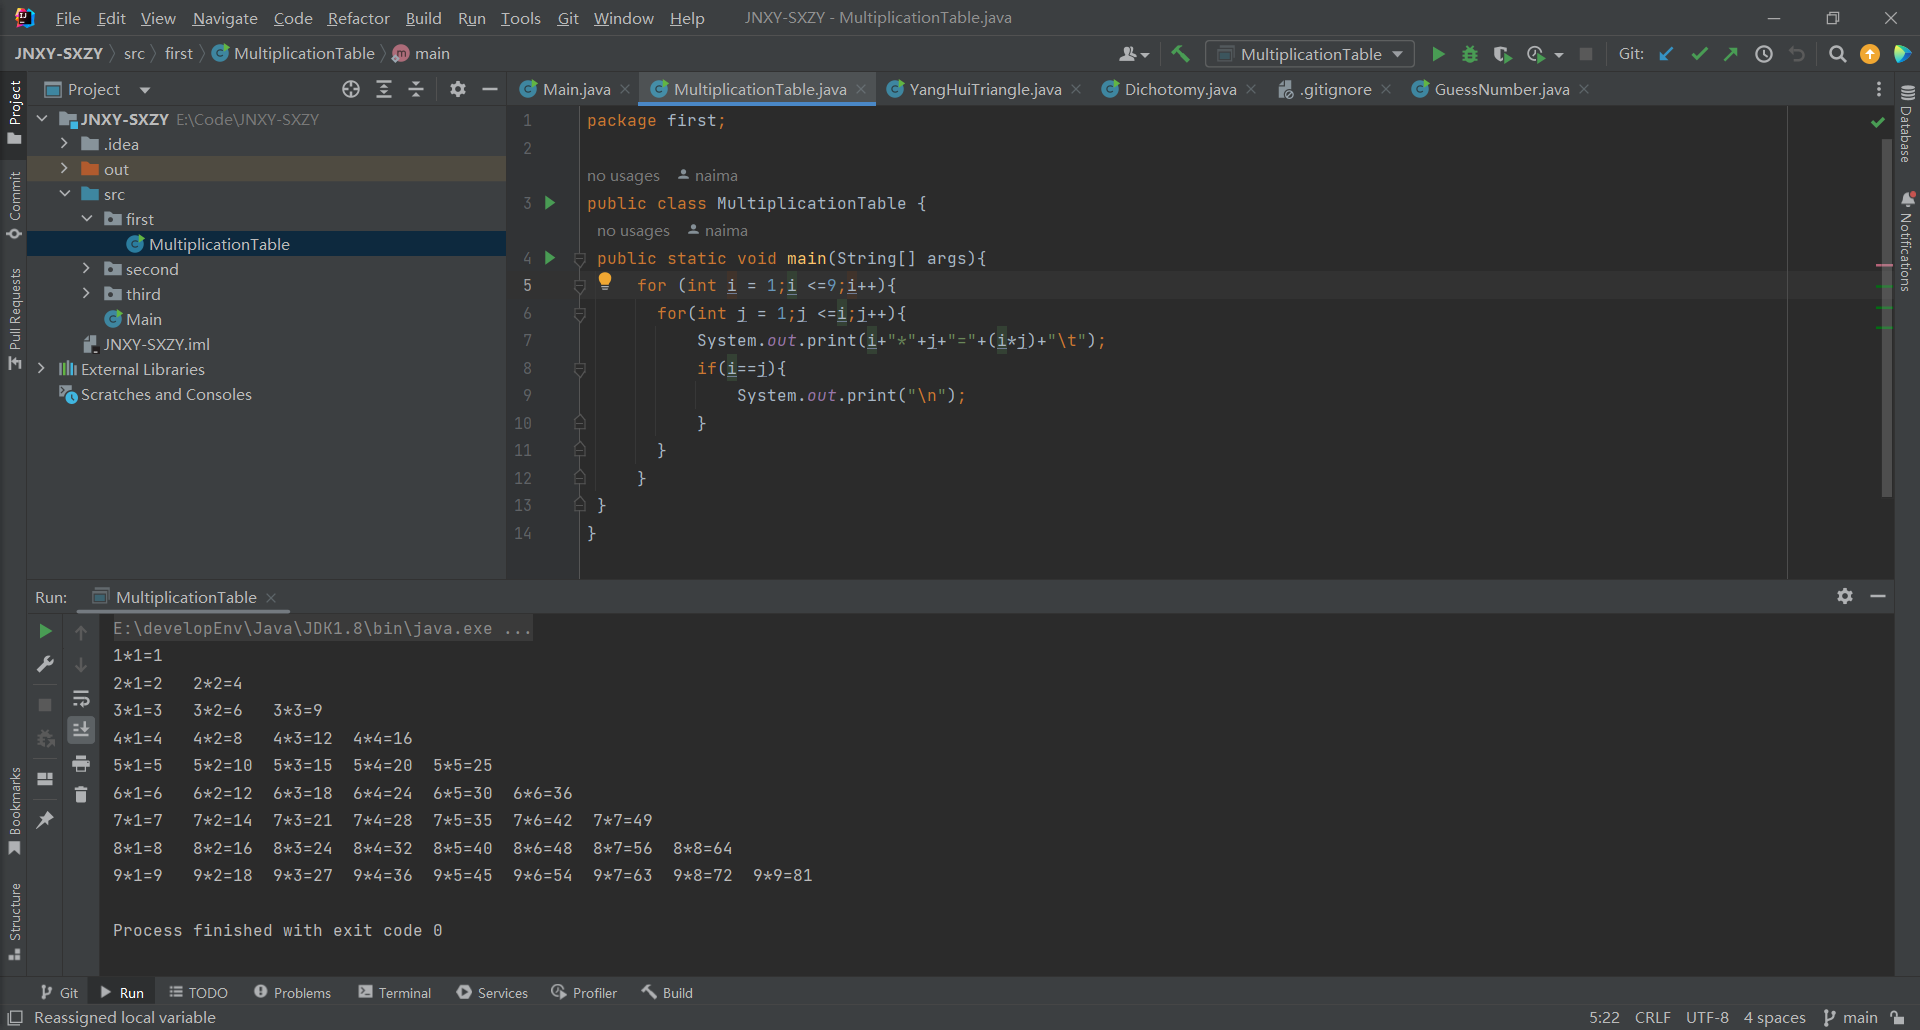 File Edit View Navigate Code Refactor Build Run Tools Git Window Help JNXY-SXZY - MultiplicationTable.java
JNXY-SXZY src first MultiplicationTable main
MultiplicationTable
Git:
Project
Main.java
MultiplicationTable.java
YangHuiTriangle.java
Dichotomy.java
.gitignore
GuessNumber.java
Project
Commit
Pull Requests
Bookmarks
Structure
JNXY-SXZY E:\Code\JNXY-SXZY
.idea
out
src
first
MultiplicationTable
second
third
Main
JNXY-SXZY.iml
External Libraries
Scratches and Consoles
1 package first;
2
no usages naima
3 public class MultiplicationTable {
no usages naima
4 public static void main(String[] args){
5 for (int i = 1;i <=9;i++){
6 for(int j = 1;j <=i;j++){
7 System.out.print(i+"*"+j+"="+(i*j)+"\t");
8 if(i==j){
9 System.out.print("\n");
10 }
11 }
12 }
13 }
14 }
Database
Notifications
Run: MultiplicationTable
E:\developEnv\Java\JDK1.8\bin\java.exe ...
1*1=1
2*1=2 2*2=4
3*1=3 3*2=6 3*3=9
4*1=4 4*2=8 4*3=12 4*4=16
5*1=5 5*2=10 5*3=15 5*4=20 5*5=25
6*1=6 6*2=12 6*3=18 6*4=24 6*5=30 6*6=36
7*1=7 7*2=14 7*3=21 7*4=28 7*5=35 7*6=42 7*7=49
8*1=8 8*2=16 8*3=24 8*4=32 8*5=40 8*6=48 8*7=56 8*8=64
9*1=9 9*2=18 9*3=27 9*4=36 9*5=45 9*6=54 9*7=63 9*8=72 9*9=81
Process finished with exit code 0
Git Run TODO Problems Terminal Services Profiler Build
Reassigned local variable 5:22 CRLF UTF-8 4 spaces main